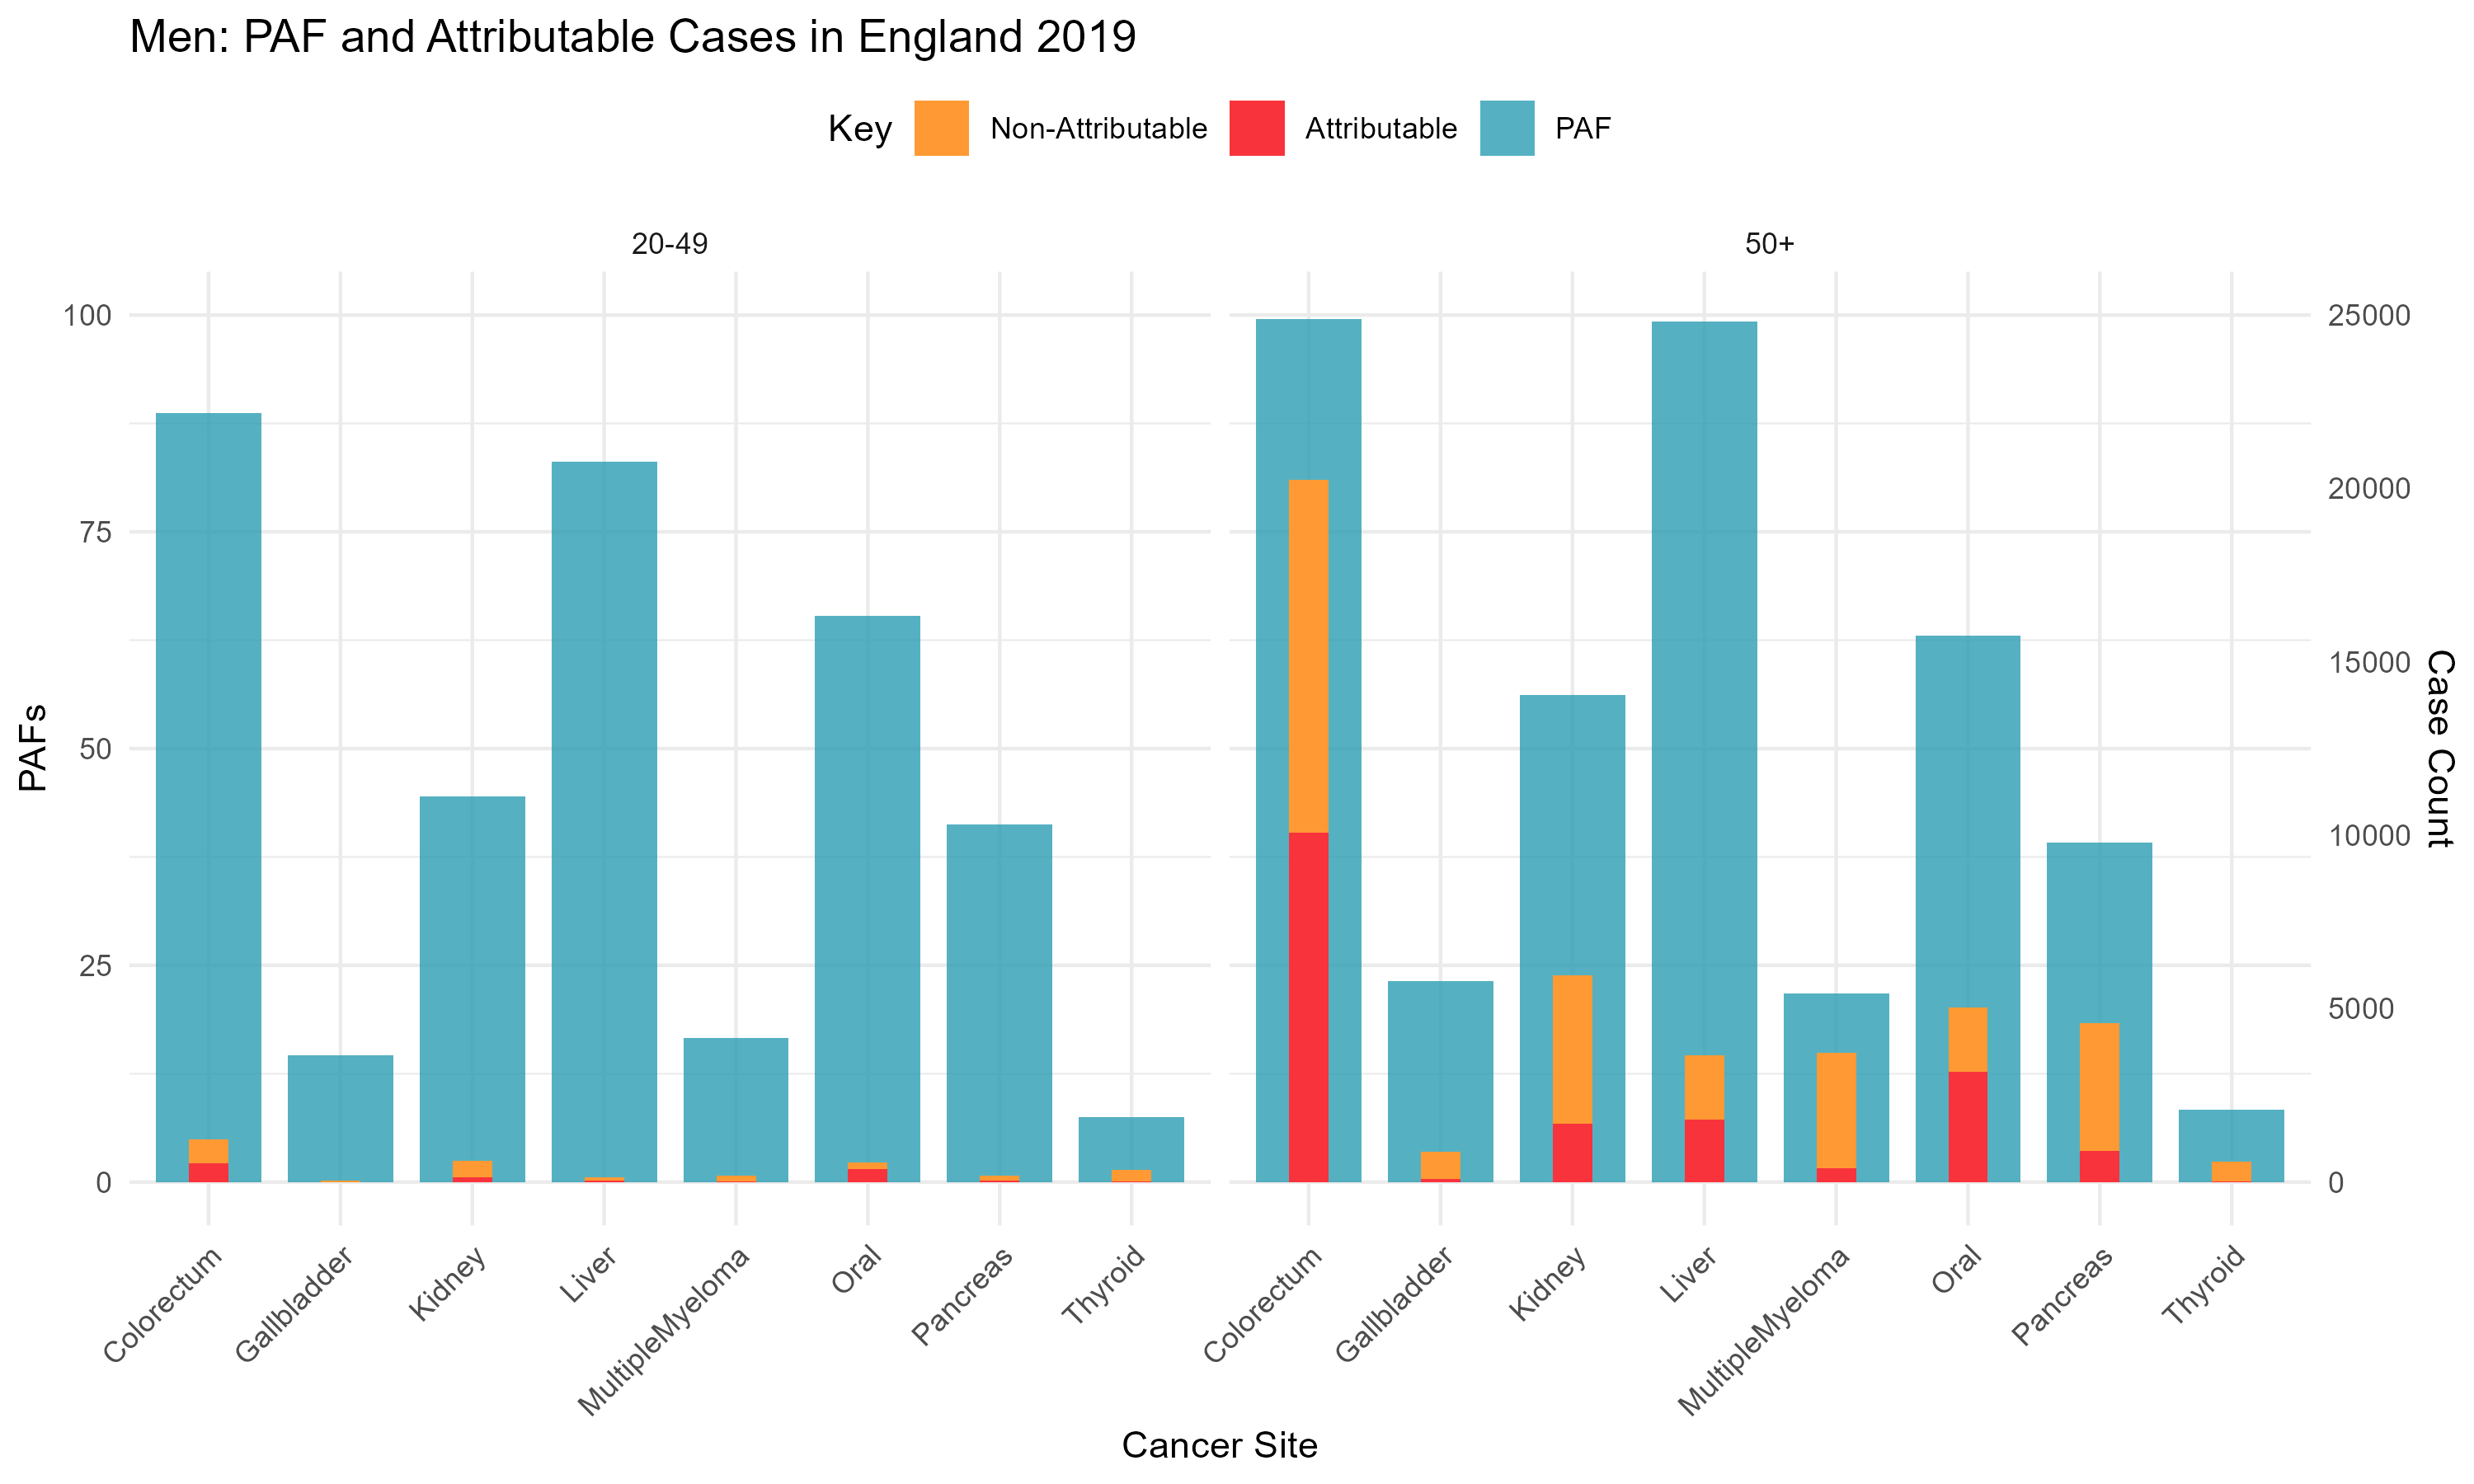 Men: PAF and Attributable Cases in England 2019
Key Non-Attributable Attributable PAF
20-49 50+
100 25000
20000
75
15000
50
10000
25
5000
0 0
PAFs
Case Count
Colorectum Gallbladder Kidney Liver MultipleMyeloma Oral Pancreas Thyroid
Colorectum Gallbladder Kidney Liver MultipleMyeloma Oral Pancreas Thyroid
Cancer Site